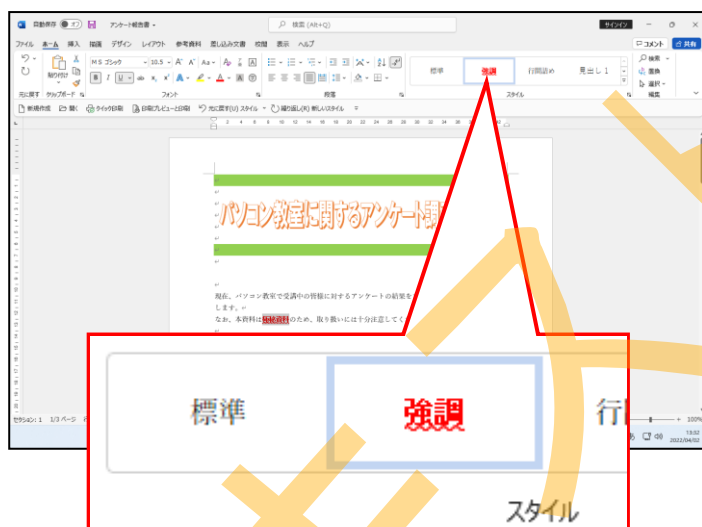 自動保存 オフ アンケート報告書 検索 (Alt+Q) サインイン
ファイル ホーム 挿入 描画 デザイン レイアウト 参考資料 差し込み文書 校閲 表示 ヘルプ コメント 共有
貼り付け MS ゴシック 10.5 標準 強調 行間詰め 見出し 1 検索
置換
選択
元に戻す クリップボード フォント 段落 スタイル 編集
新規作成 開く クイック印刷 印刷プレビューと印刷 元に戻す(U) スタイル 繰り返し(R) 新しいスタイル
パソコン教室に関するアンケート
現在、パソコン教室で受講中の皆様に対するアンケートの結果を
します。
なお、本資料は のため、取り扱いには十分注意してく
標準 強調 行
スタイル
セクション: 1 1/3 ページ 100%
13:02
2022/04/02